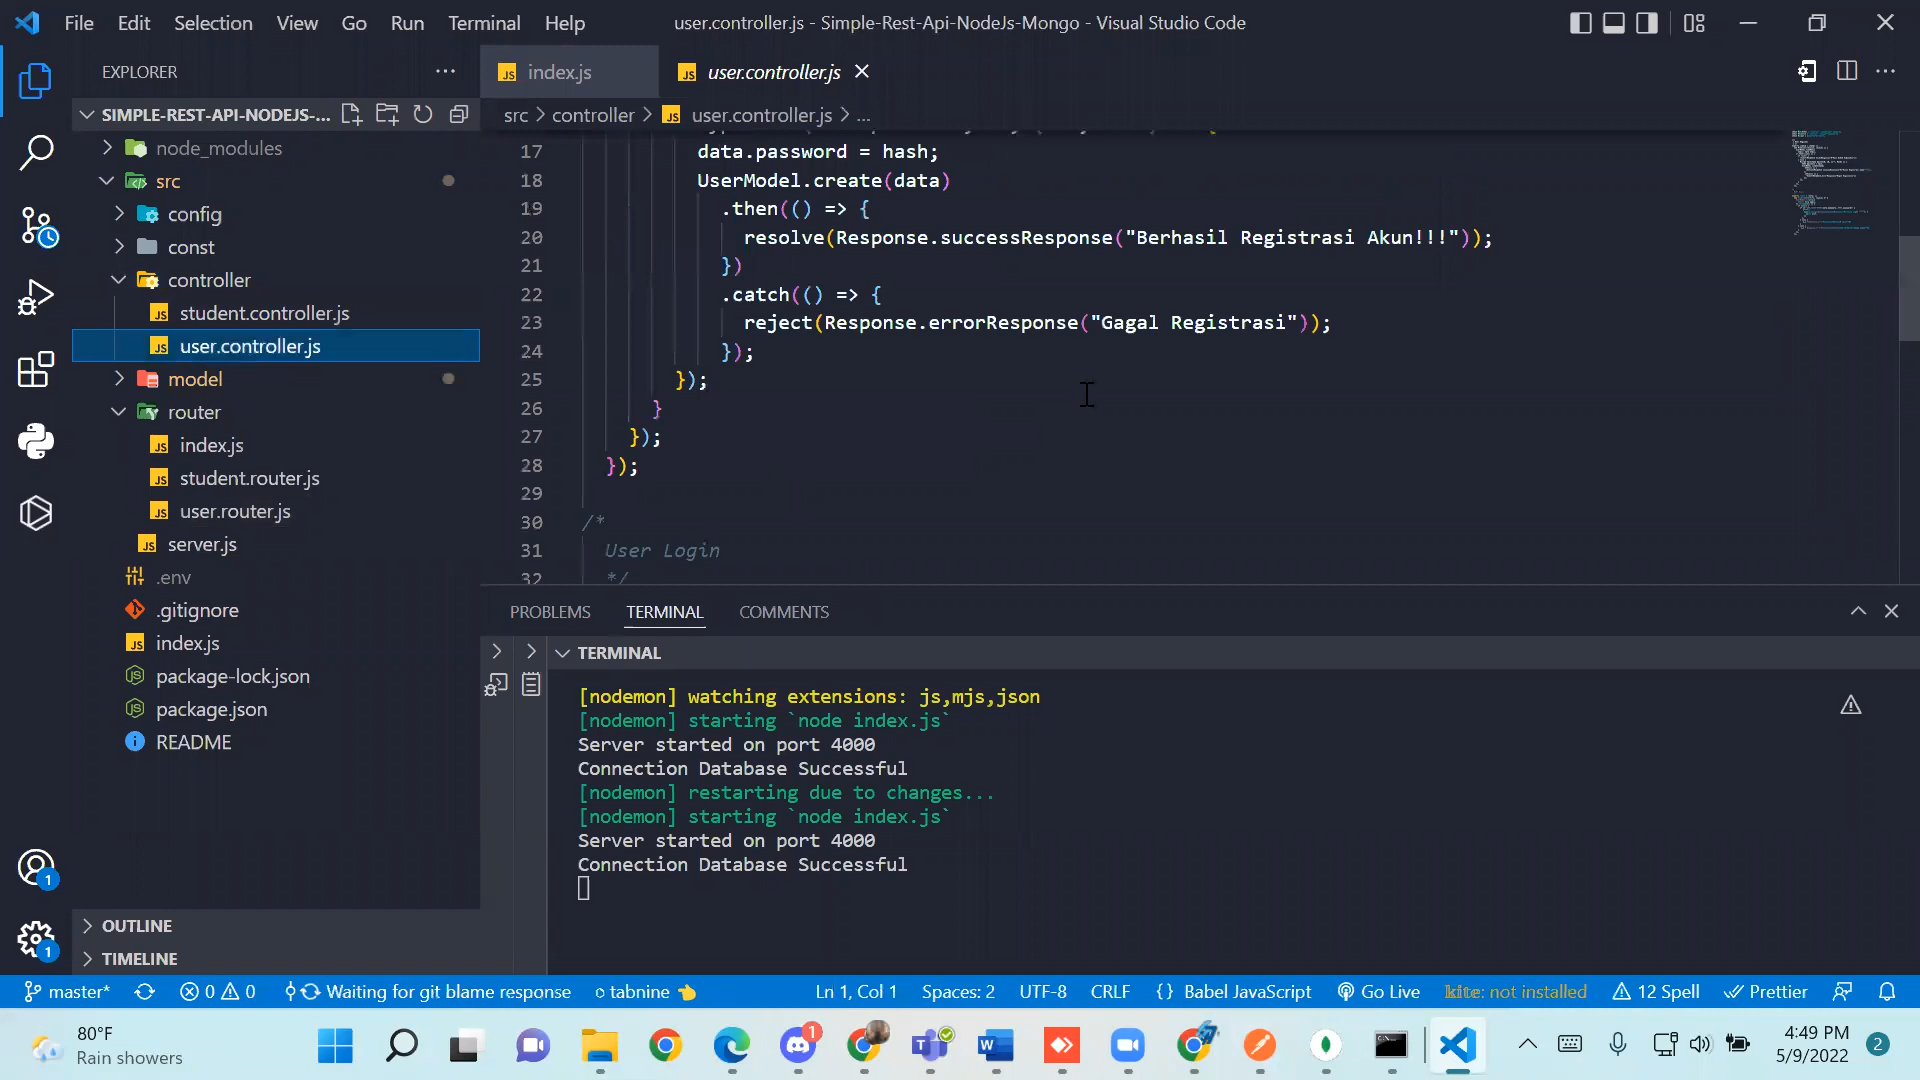 File Edit Selection View Go Run Terminal Help
user.controller.js - Simple-Rest-Api-NodeJs-Mongo - Visual Studio Code
EXPLORER
SIMPLE-REST-API-NODEJS-...
node_modules
src
config
const
controller
student.controller.js
user.controller.js
model
router
index.js
student.router.js
user.router.js
server.js
.env
.gitignore
index.js
package-lock.json
package.json
README
OUTLINE
TIMELINE
index.js
user.controller.js
src > controller > user.controller.js > ...
17 data.password = hash;
18 UserModel.create(data)
19 .then(() => {
20 resolve(Response.successResponse("Berhasil Registrasi Akun!!!"));
21 })
22 .catch(() => {
23 reject(Response.errorResponse("Gagal Registrasi"));
24 });
25 });
26 }
27 });
28 });
29
30 /*
31 User Login
32 */
PROBLEMS TERMINAL COMMENTS
TERMINAL
[nodemon] watching extensions: js,mjs,json
[nodemon] starting `node index.js`
Server started on port 4000
Connection Database Successful
[nodemon] restarting due to changes...
[nodemon] starting `node index.js`
Server started on port 4000
Connection Database Successful
1
1
master* 0 0 Waiting for git blame response tabnine Ln 1, Col 1 Spaces: 2 UTF-8 CRLF {} Babel JavaScript Go Live kite: not installed 12 Spell Prettier
80°F
Rain showers
1
4:49 PM
5/9/2022
2